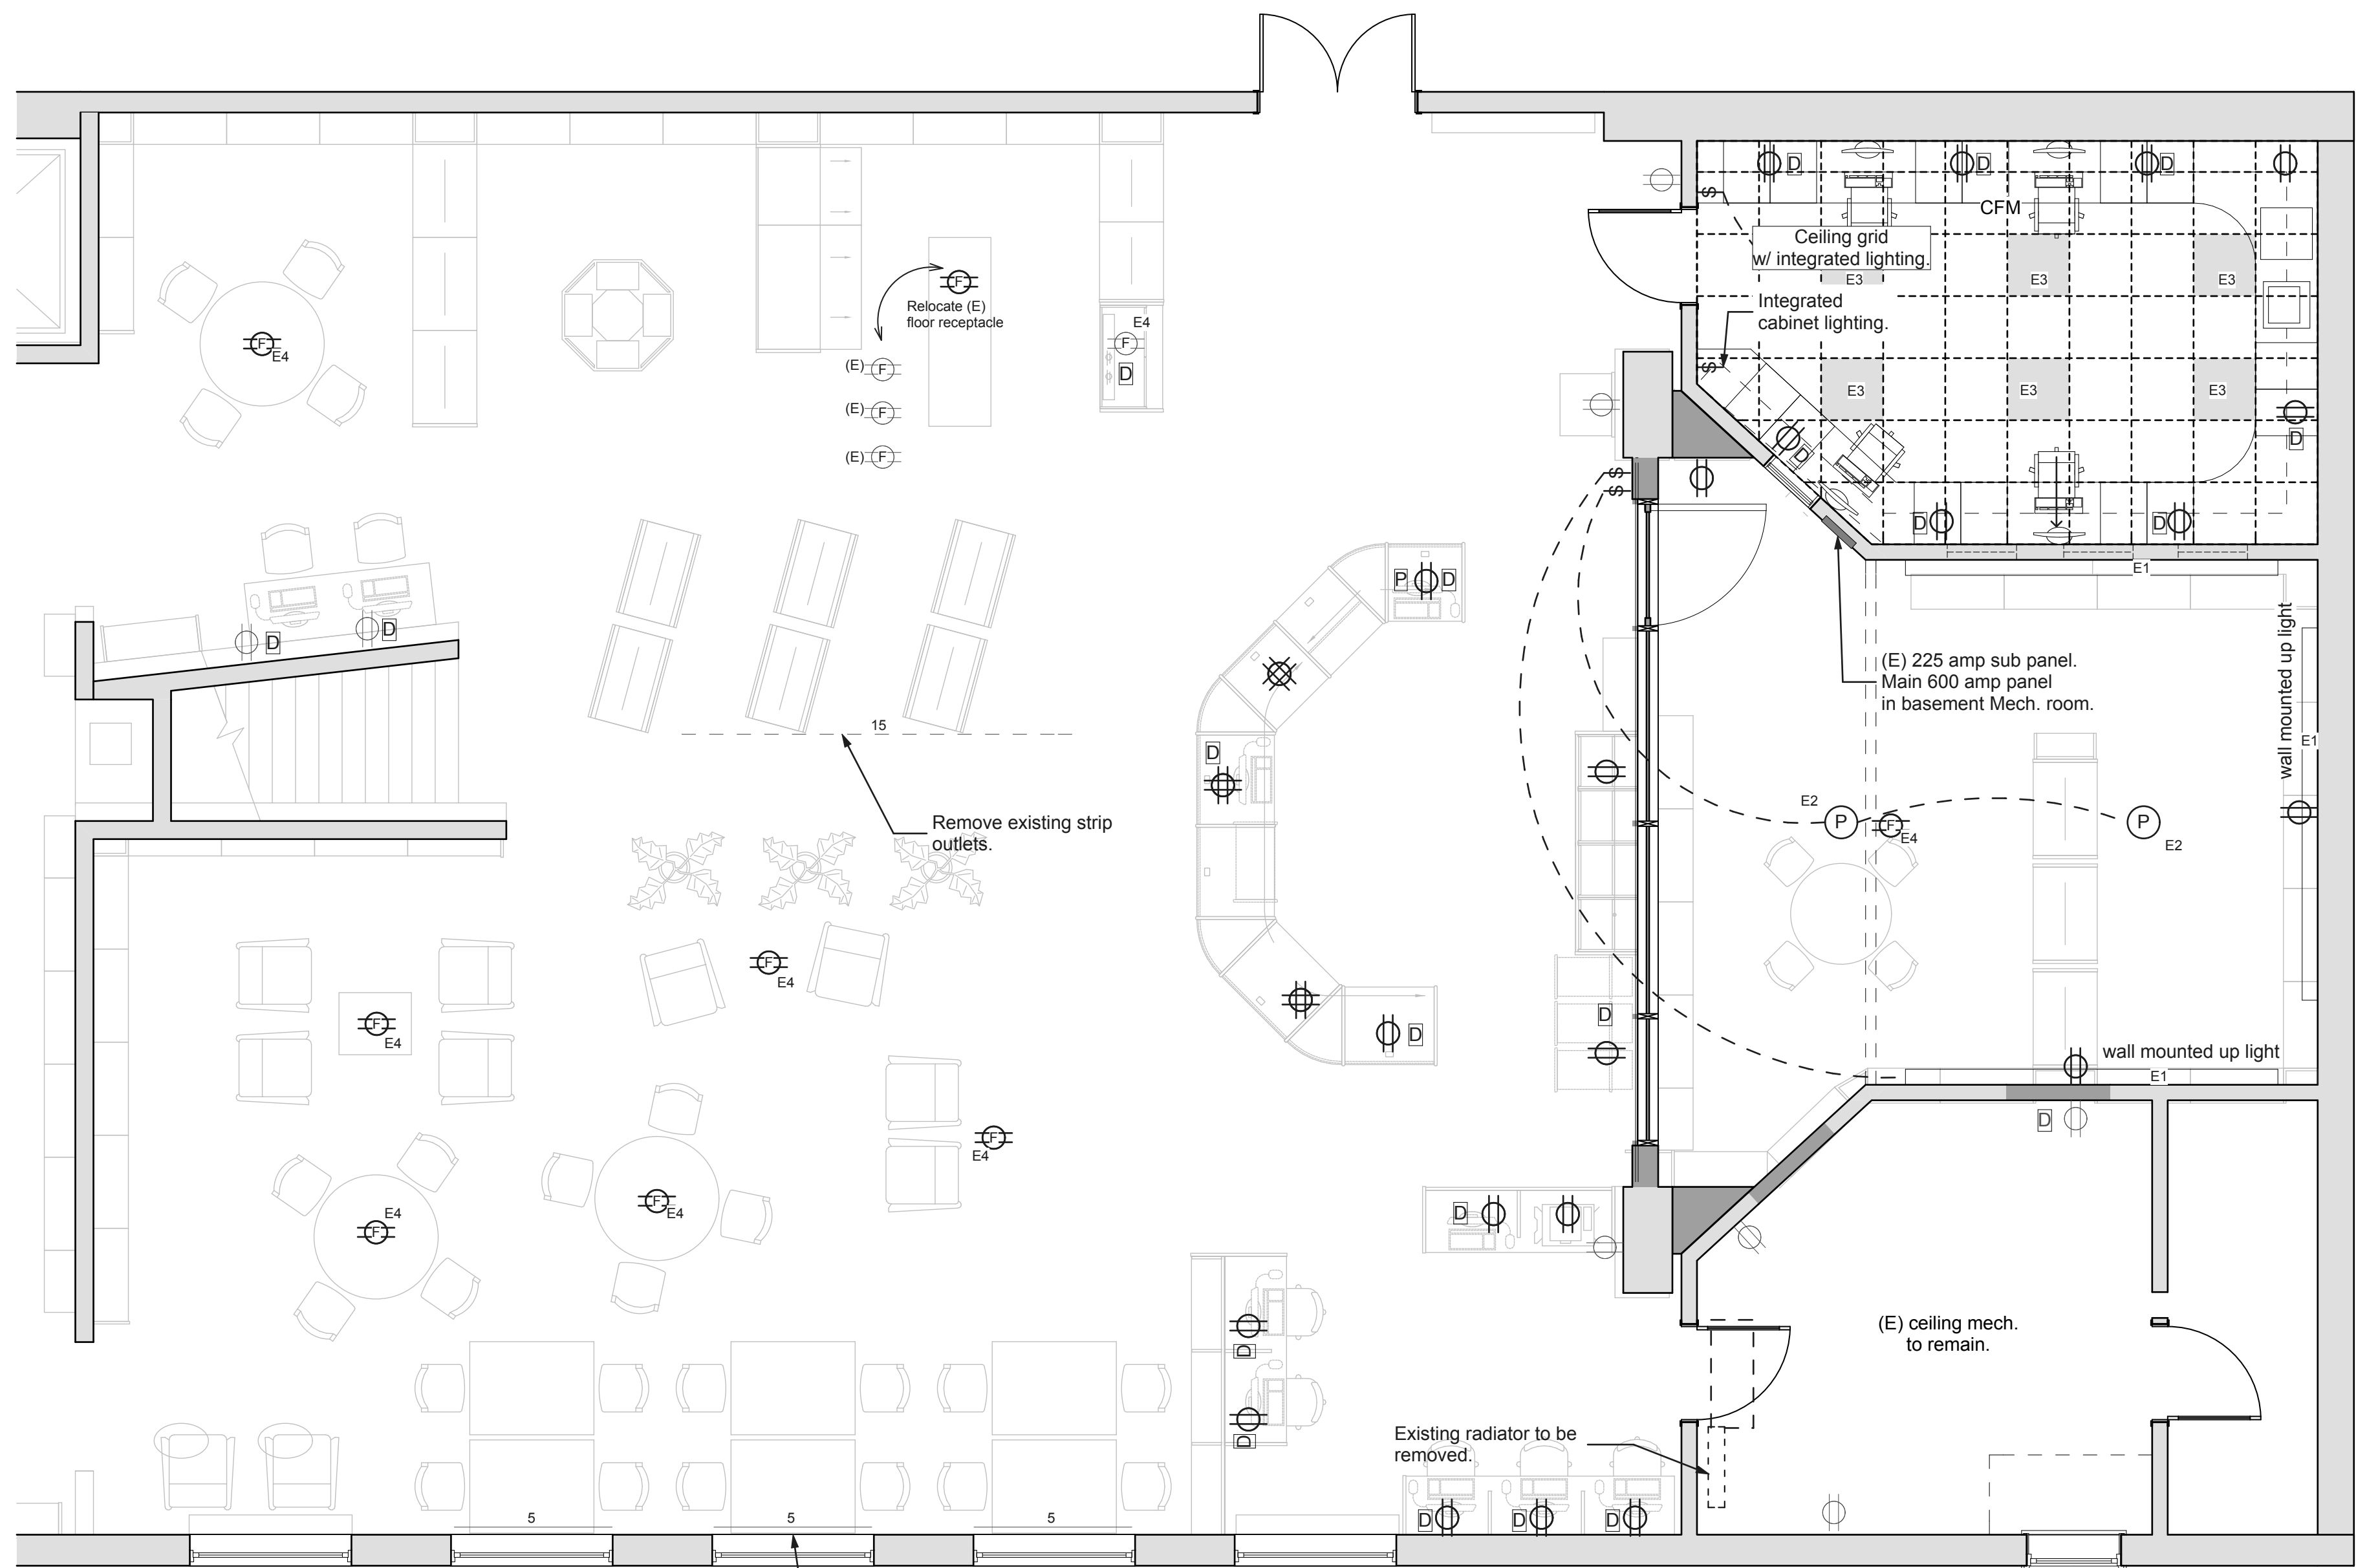 D
D
D
CFM
S
Ceiling grid
w/ integrated lighting.
E3
E3
E3
F
Relocate (E)
floor receptacle
Integrated
cabinet lighting.
E4
F
D
F
E4
(E)
F
(E)
F
(E)
F
S
E3
E3
E3
D
D
S
S
D
D
E1
P
D
D
D
wall mounted up light
(E) 225 amp sub panel.
Main 600 amp panel
in basement Mech. room.
15
E1
D
Remove existing strip
outlets.
E2
P
F
E4
P
E2
F
E4
F
E4
D
D
wall mounted up light
E1
D
F
E4
F
E4
E4
F
D
(E) ceiling mech.
to remain.
D
D
Existing radiator to be
removed.
5
5
5
D
D
D